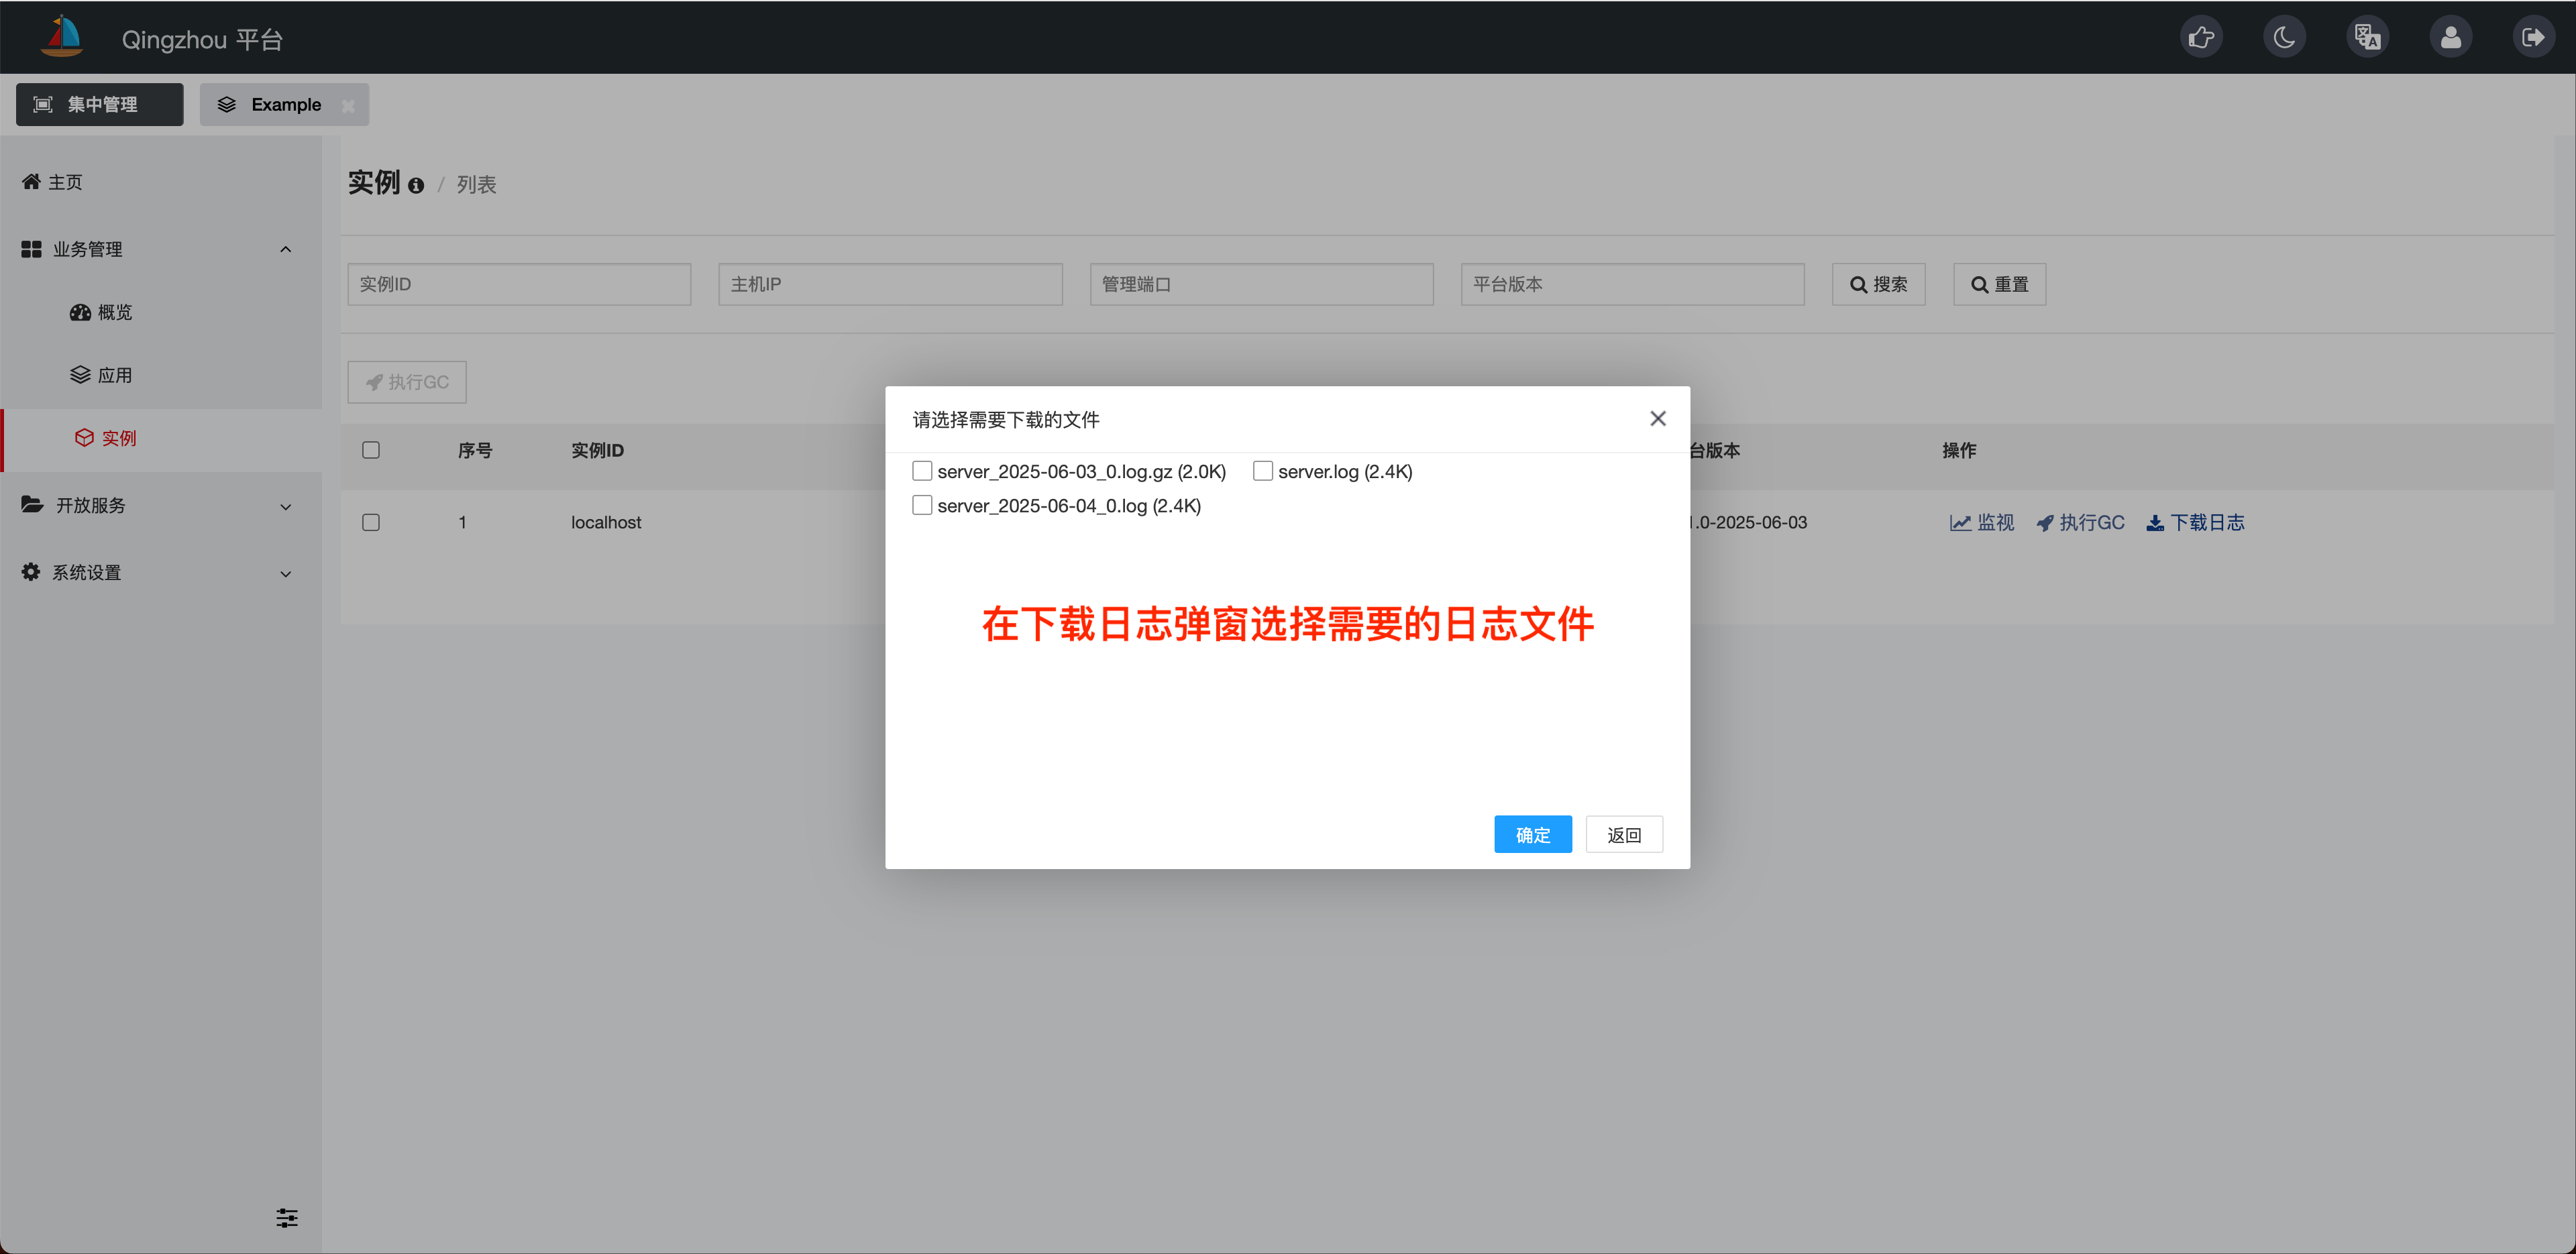 Qingzhou 平台
集中管理
Example
主页
业务管理
概览
应用
实例
开放服务
系统设置
实例 / 列表
实例ID 主机IP 管理端口 平台版本 搜索 重置
执行GC
序号 实例ID 台版本 操作
1 localhost 1.0-2025-06-03 监视 执行GC 下载日志
请选择需要下载的文件
server_2025-06-03_0.log.gz (2.0K) server.log (2.4K)
server_2025-06-04_0.log (2.4K)
在下载日志弹窗选择需要的日志文件
确定 返回